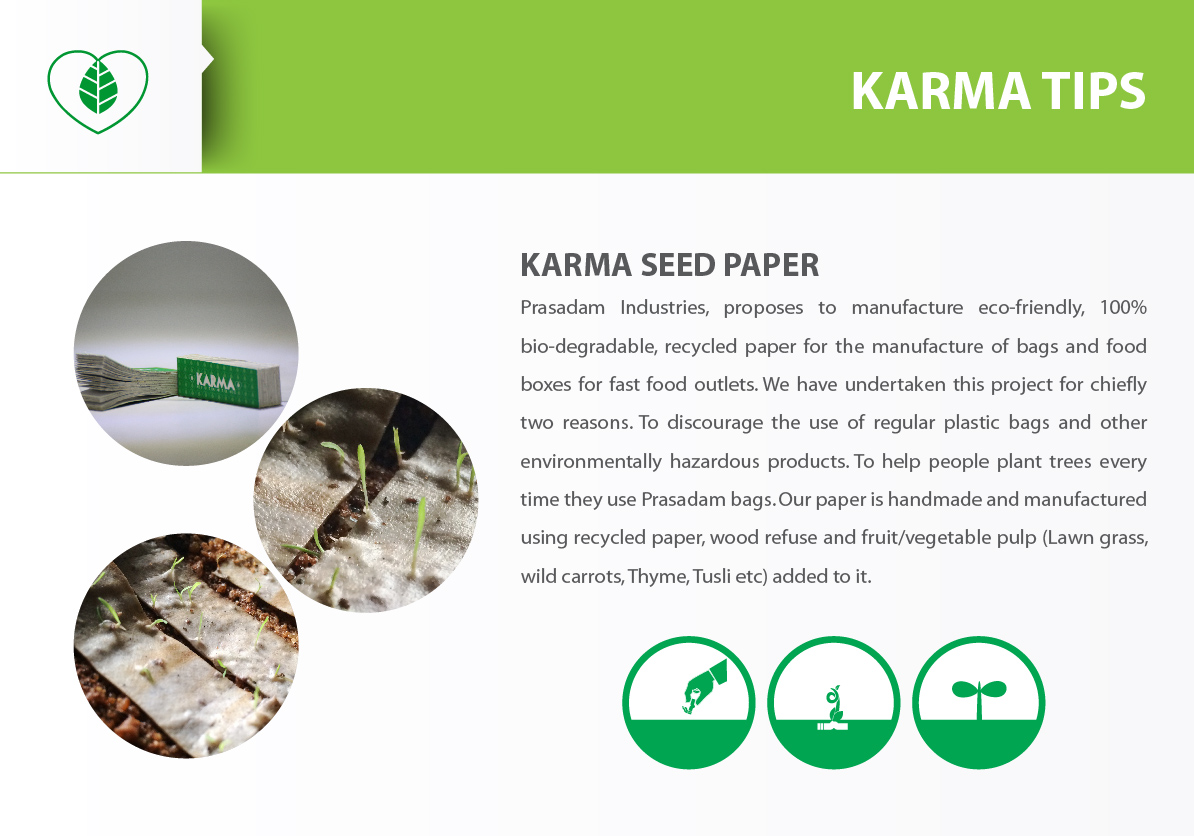 KARMA TIPS
KARMA
KARMA SEED PAPER
Prasadam Industries, proposes to manufacture eco-friendly, 100%
bio-degradable, recycled paper for the manufacture of bags and food
boxes for fast food outlets. We have undertaken this project for chiefly
two reasons. To discourage the use of regular plastic bags and other
environmentally hazardous products. To help people plant trees every
time they use Prasadam bags. Our paper is handmade and manufactured
using recycled paper, wood refuse and fruit/vegetable pulp (Lawn grass,
wild carrots, Thyme, Tusli etc) added to it.